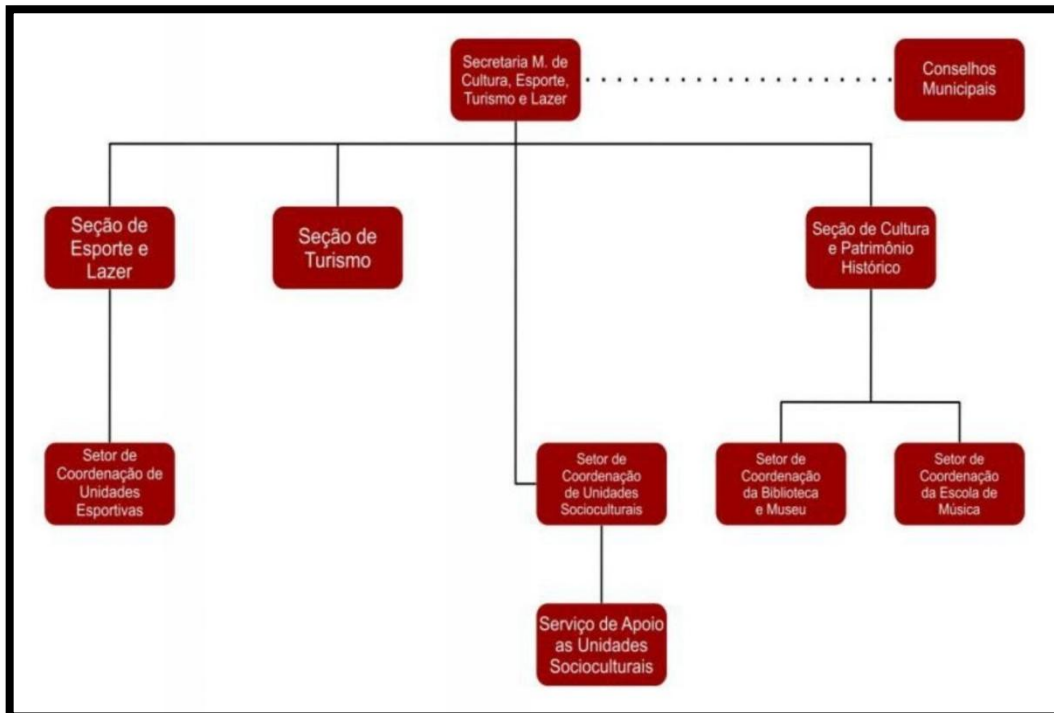 Secretaria M. de
Cultura, Esporte,
Turismo e Lazer
Conselhos
Municipais
Seção de
Esporte e
Lazer
Seção de
Turismo
Seção de Cultura
e Patrimônio
Histórico
Setor de
Coordenação de
Unidades
Esportivas
Setor de
Coordenação
de Unidades
Socioculturais
Setor de
Coordenação
da Biblioteca
e Museu
Setor de
Coordenação
da Escola de
Música
Serviço de Apoio
as Unidades
Socioculturais